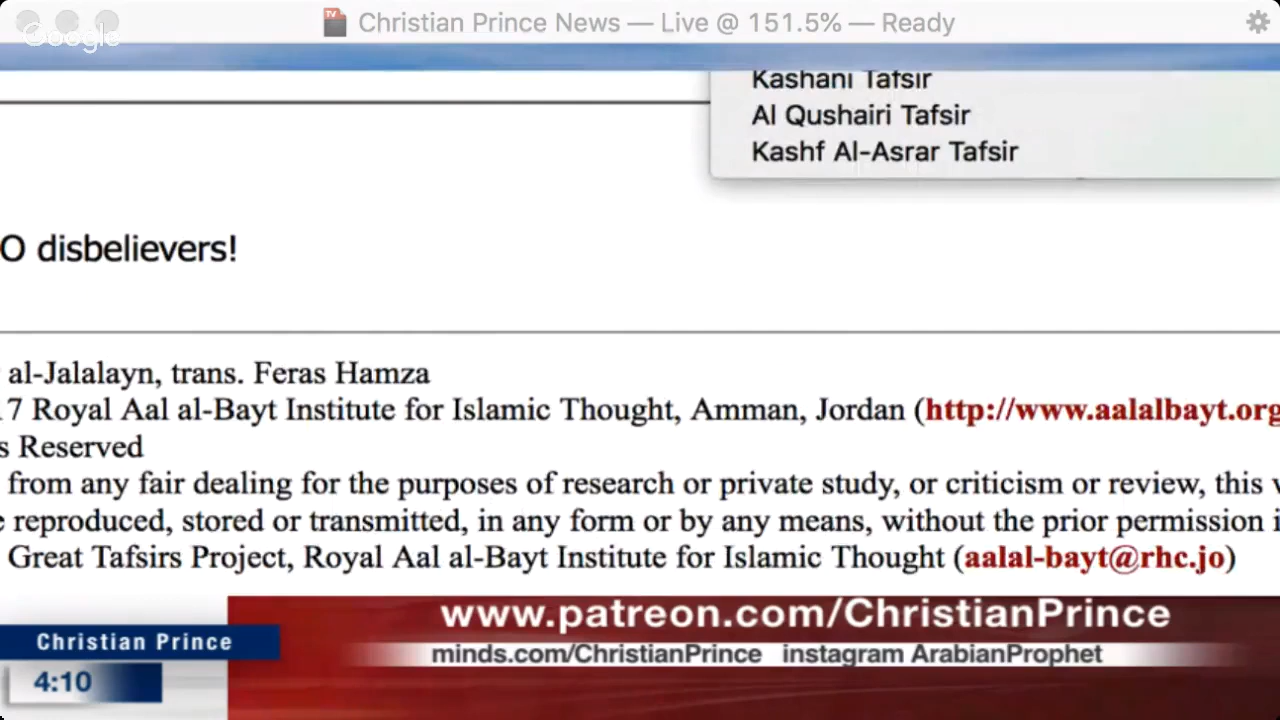 Christian Prince News — Live @ 151.5% — Ready
Google
Kashani Tafsir
Al Qushairi Tafsir
Kashf Al-Asrar Tafsir
O disbelievers!
al-Jalalayn, trans. Feras Hamza
17 Royal Aal al-Bayt Institute for Islamic Thought, Amman, Jordan (http://www.aalalbayt.org
s Reserved
from any fair dealing for the purposes of research or private study, or criticism or review, this
e reproduced, stored or transmitted, in any form or by any means, without the prior permission i
Great Tafsirs Project, Royal Aal al-Bayt Institute for Islamic Thought (aalal-bayt@rhc.jo)
www.patreon.com/ChristianPrince
Christian Prince
minds.com/ChristianPrince instagram ArabianProphet
4:10